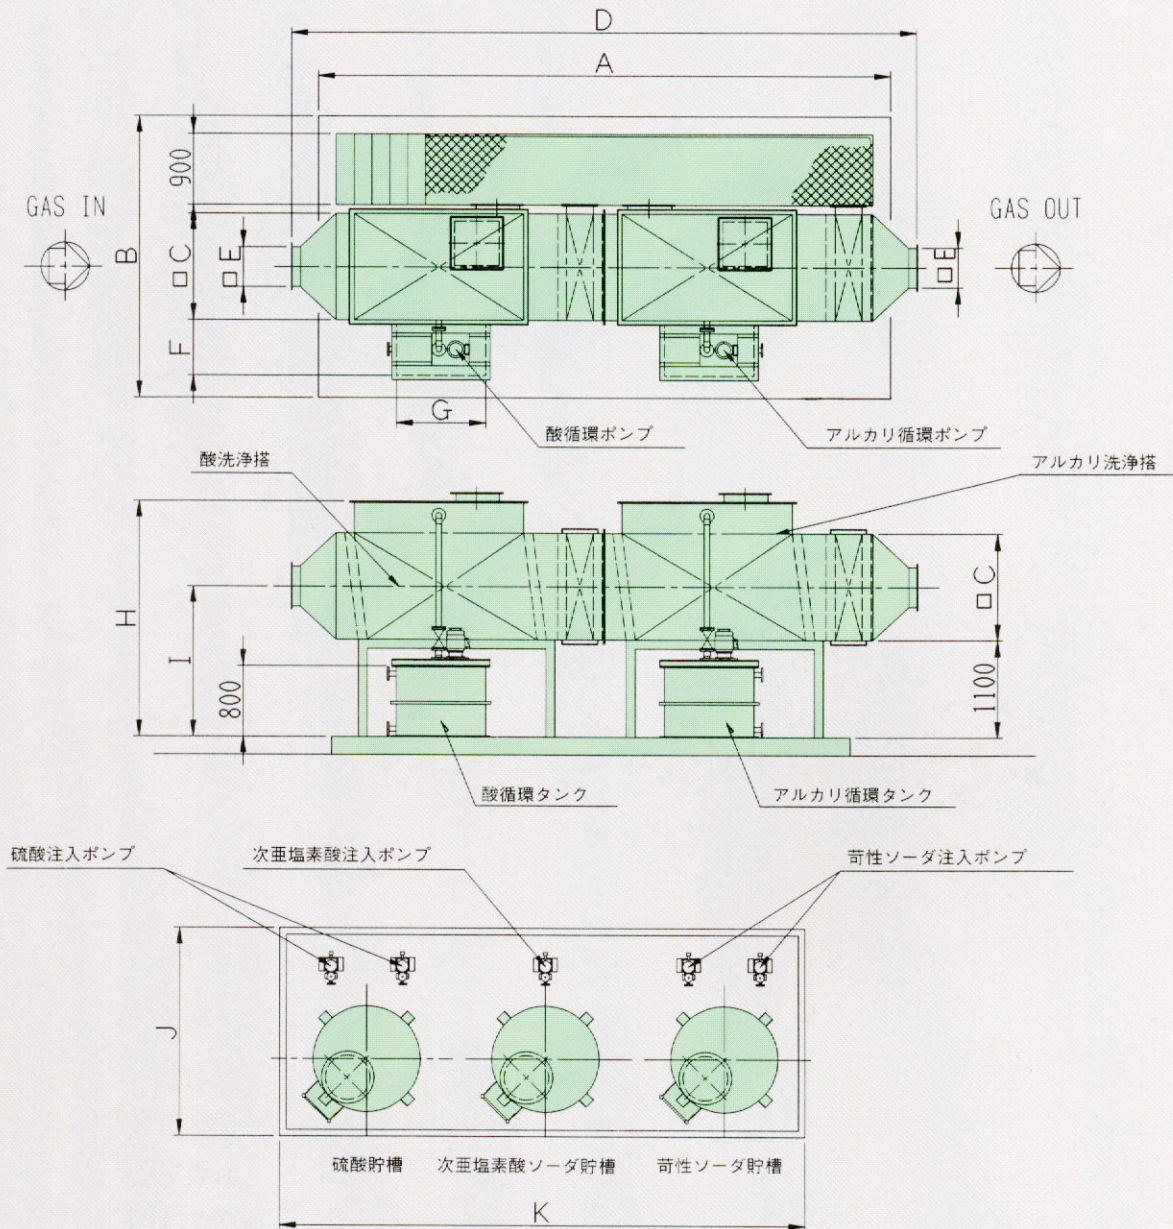 D
A
900
GAS IN
GAS OUT
B
□C
□E
□E
F
G
酸循環ポンプ
アルカリ循環ポンプ
酸洗浄搭
アルカリ洗浄搭
H
I
800
□C
1100
酸循環タンク
アルカリ循環タンク
硫酸注入ポンプ
次亜塩素酸注入ポンプ
苛性ソーダ注入ポンプ
J
硫酸貯槽
次亜塩素酸ソーダ貯槽
苛性ソーダ貯槽
K